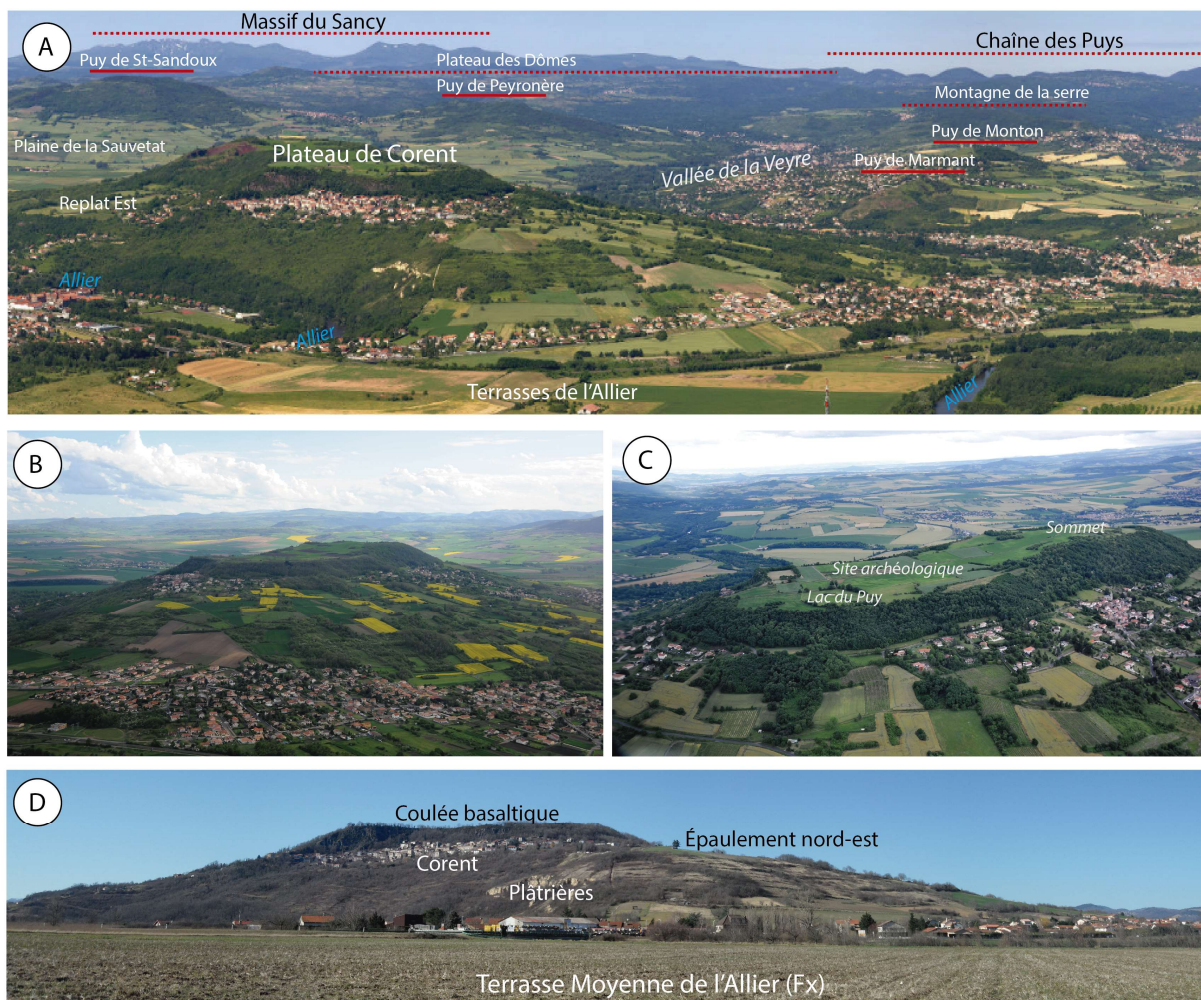 A
Massif du Sancy
Chaîne des Puys
Puy de St-Sandoux
Plateau des Dômes
Puy de Peyronère
Montagne de la serre
Puy de Monton
Plaine de la Sauvetat
Plateau de Corent
Vallée de la Veyre
Puy de Marmant
Replat Est
Allier
Allier
Terrasses de l'Allier
Allier
B
C
Sommet
Site archéologique
Lac du Puy
D
Coulée basaltique
Épaulement nord-est
Corent
Plâtrières
Terrasse Moyenne de l'Allier (Fx)